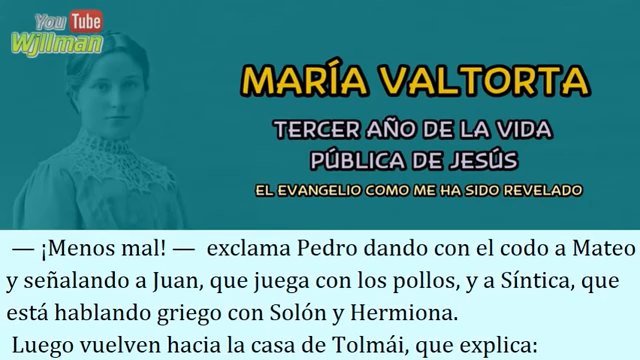 You Tube
Wjllman
MARÍA VALTORTA
TERCER AÑO DE LA VIDA
PÚBLICA DE JESÚS
EL EVANGELIO COMO ME HA SIDO REVELADO
— ¡Menos mal! — exclama Pedro dando con el codo a Mateo
y señalando a Juan, que juega con los pollos, y a Síntica, que
está hablando griego con Solón y Hermiona.
Luego vuelven hacia la casa de Tolmái, que explica: